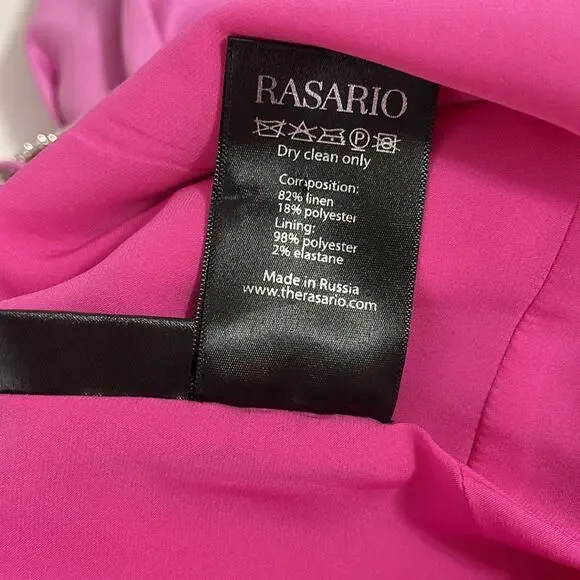 RASARIO
P
Dry clean only
Composition:
82% linen
18% polyester
Lining:
98% polyester
2% elastane
Made in Russia
www.therasario.com